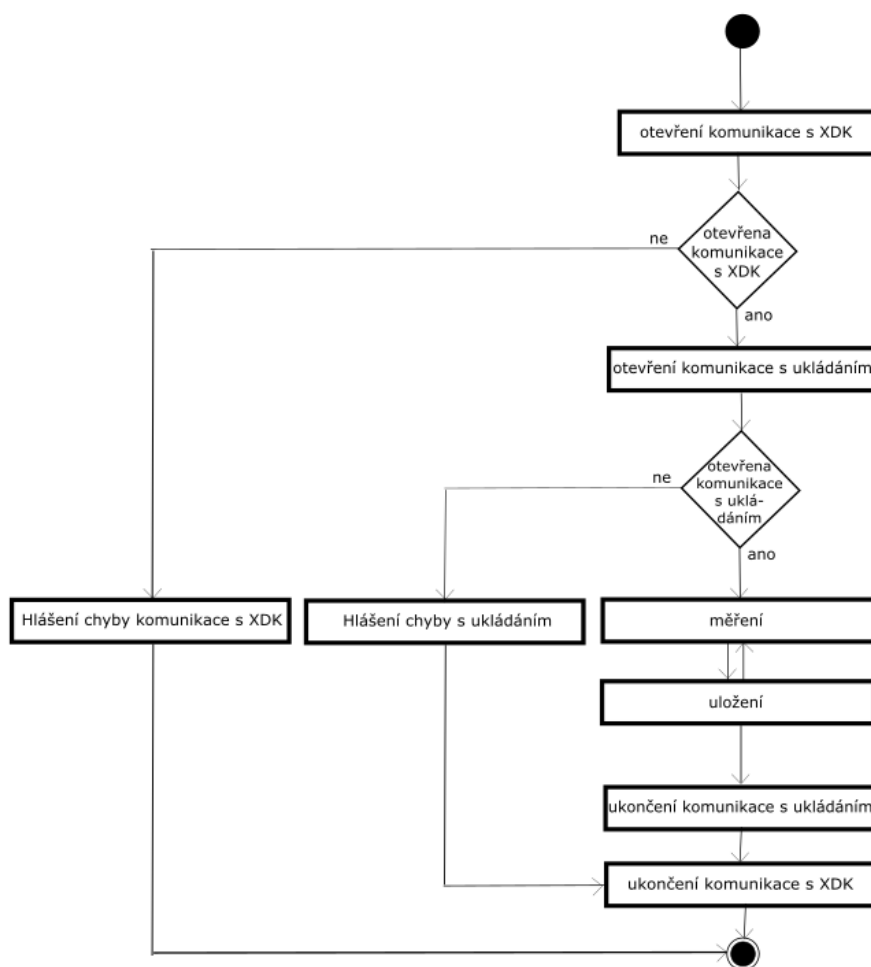 otevření komunikace s XDK
otevřena
komunikace
s XDK
ne
ano
otevření komunikace s ukládáním
otevřena
komunikace
s uklá-
dáním
ne
ano
Hlášení chyby komunikace s XDK
Hlášení chyby s ukládáním
měření
uložení
ukončení komunikace s ukládáním
ukončení komunikace s XDK